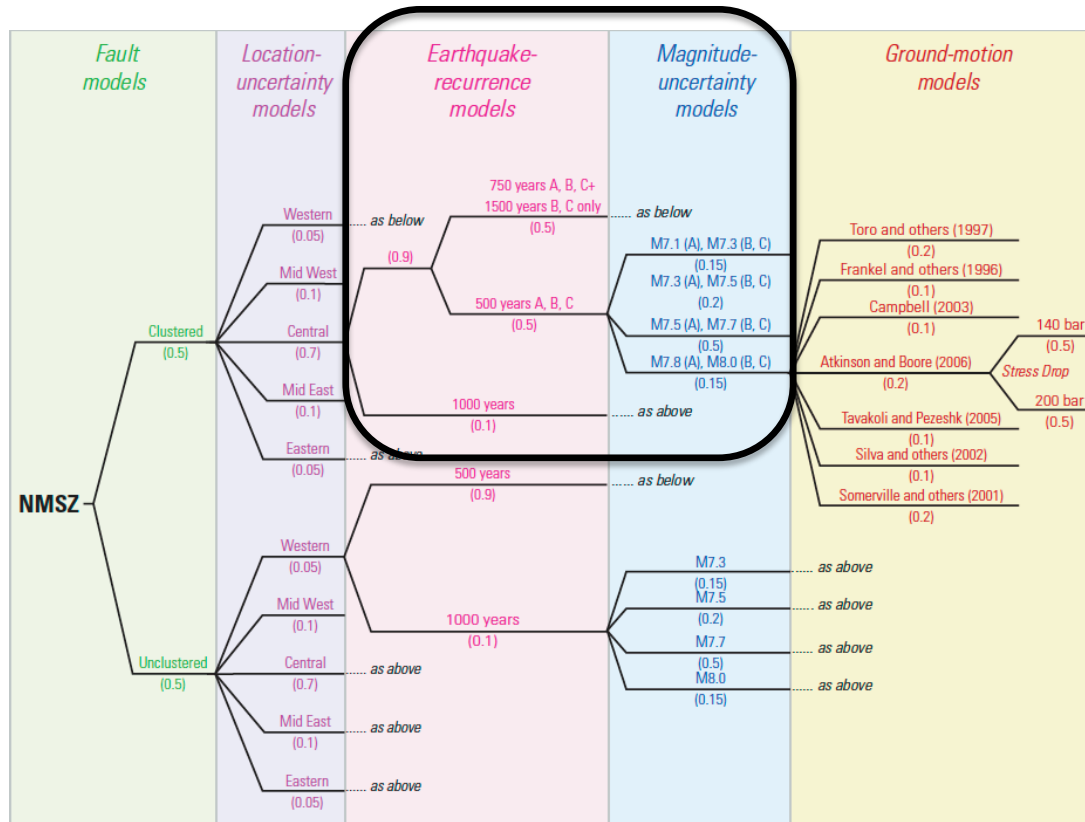 Fault
models
Location-
uncertainty
models
Earthquake-
recurrence
models
Magnitude-
uncertainty
models
Ground-motion
models
NMSZ
Clustered
(0.5)
Unclustered
(0.5)
Western
(0.05)
as below
Mid West
(0.1)
Central
(0.7)
Mid East
(0.1)
Eastern
(0.05)
as above
Western
(0.05)
Mid West
(0.1)
Central
(0.7)
as above
Mid East
(0.1)
as above
Eastern
(0.05)
as above
(0.9)
750 years A, B, C+
1500 years B, C only
(0.5)
as below
500 years A, B, C
(0.5)
1000 years
(0.1)
as above
500 years
(0.9)
as below
1000 years
(0.1)
M7.1 (A), M7.3 (B, C)
(0.15)
M7.3 (A), M7.5 (B, C)
(0.2)
M7.5 (A), M7.7 (B, C)
(0.5)
M7.8 (A), M8.0 (B, C)
(0.15)
M7.3
(0.15)
as above
M7.5
(0.2)
as above
M7.7
(0.5)
as above
M8.0
(0.15)
as above
Toro and others (1997)
(0.2)
Frankel and others (1996)
(0.1)
Campbell (2003)
(0.1)
Atkinson and Boore (2006)
(0.2)
140 bar
(0.5)
Stress Drop
200 bar
(0.5)
Tavakoli and Pezeshk (2005)
(0.1)
Silva and others (2002)
(0.1)
Somerville and others (2001)
(0.2)